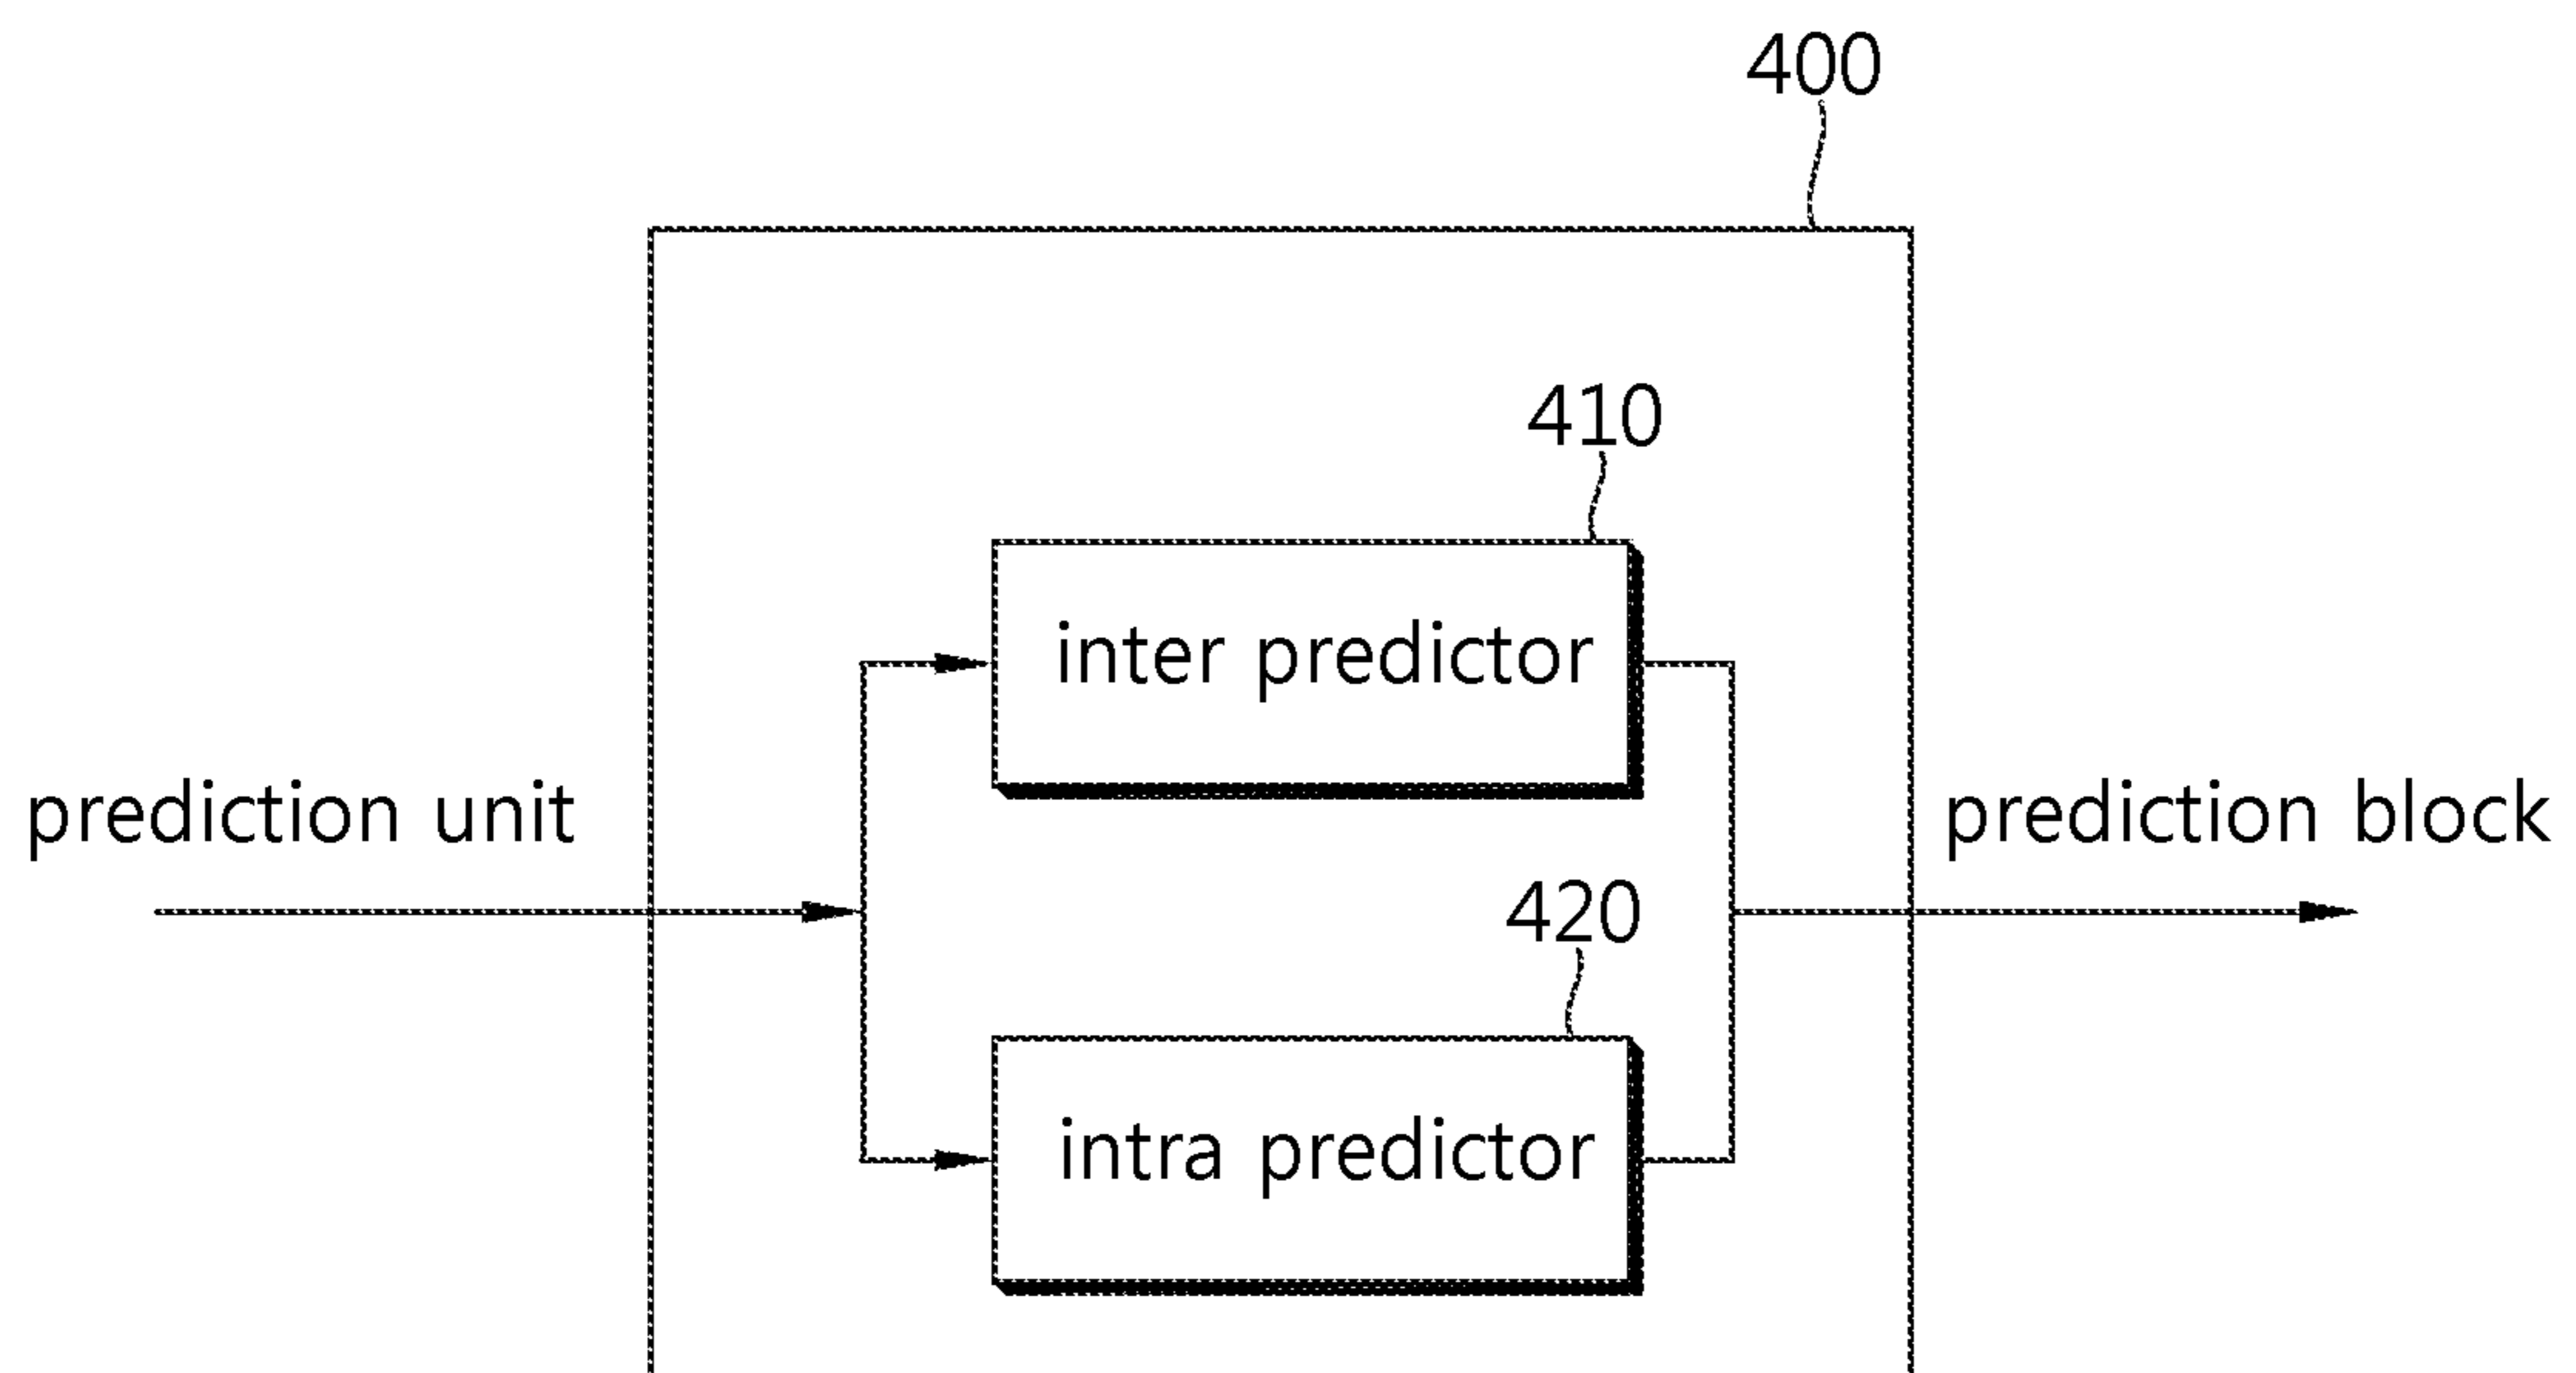 400
410
inter predictor
prediction unit
prediction block
420
intra predictor